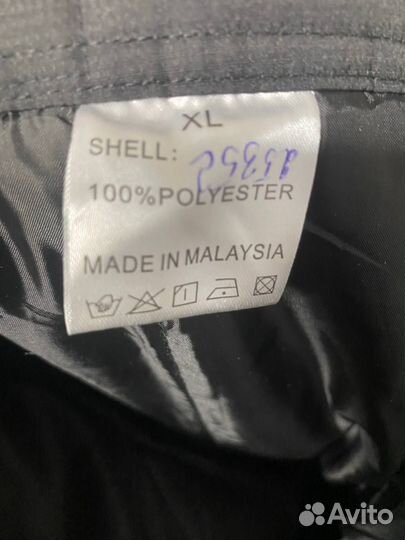 XL
SHELL:
100%POLYESTER
MADE IN MALAYSIA
Avito